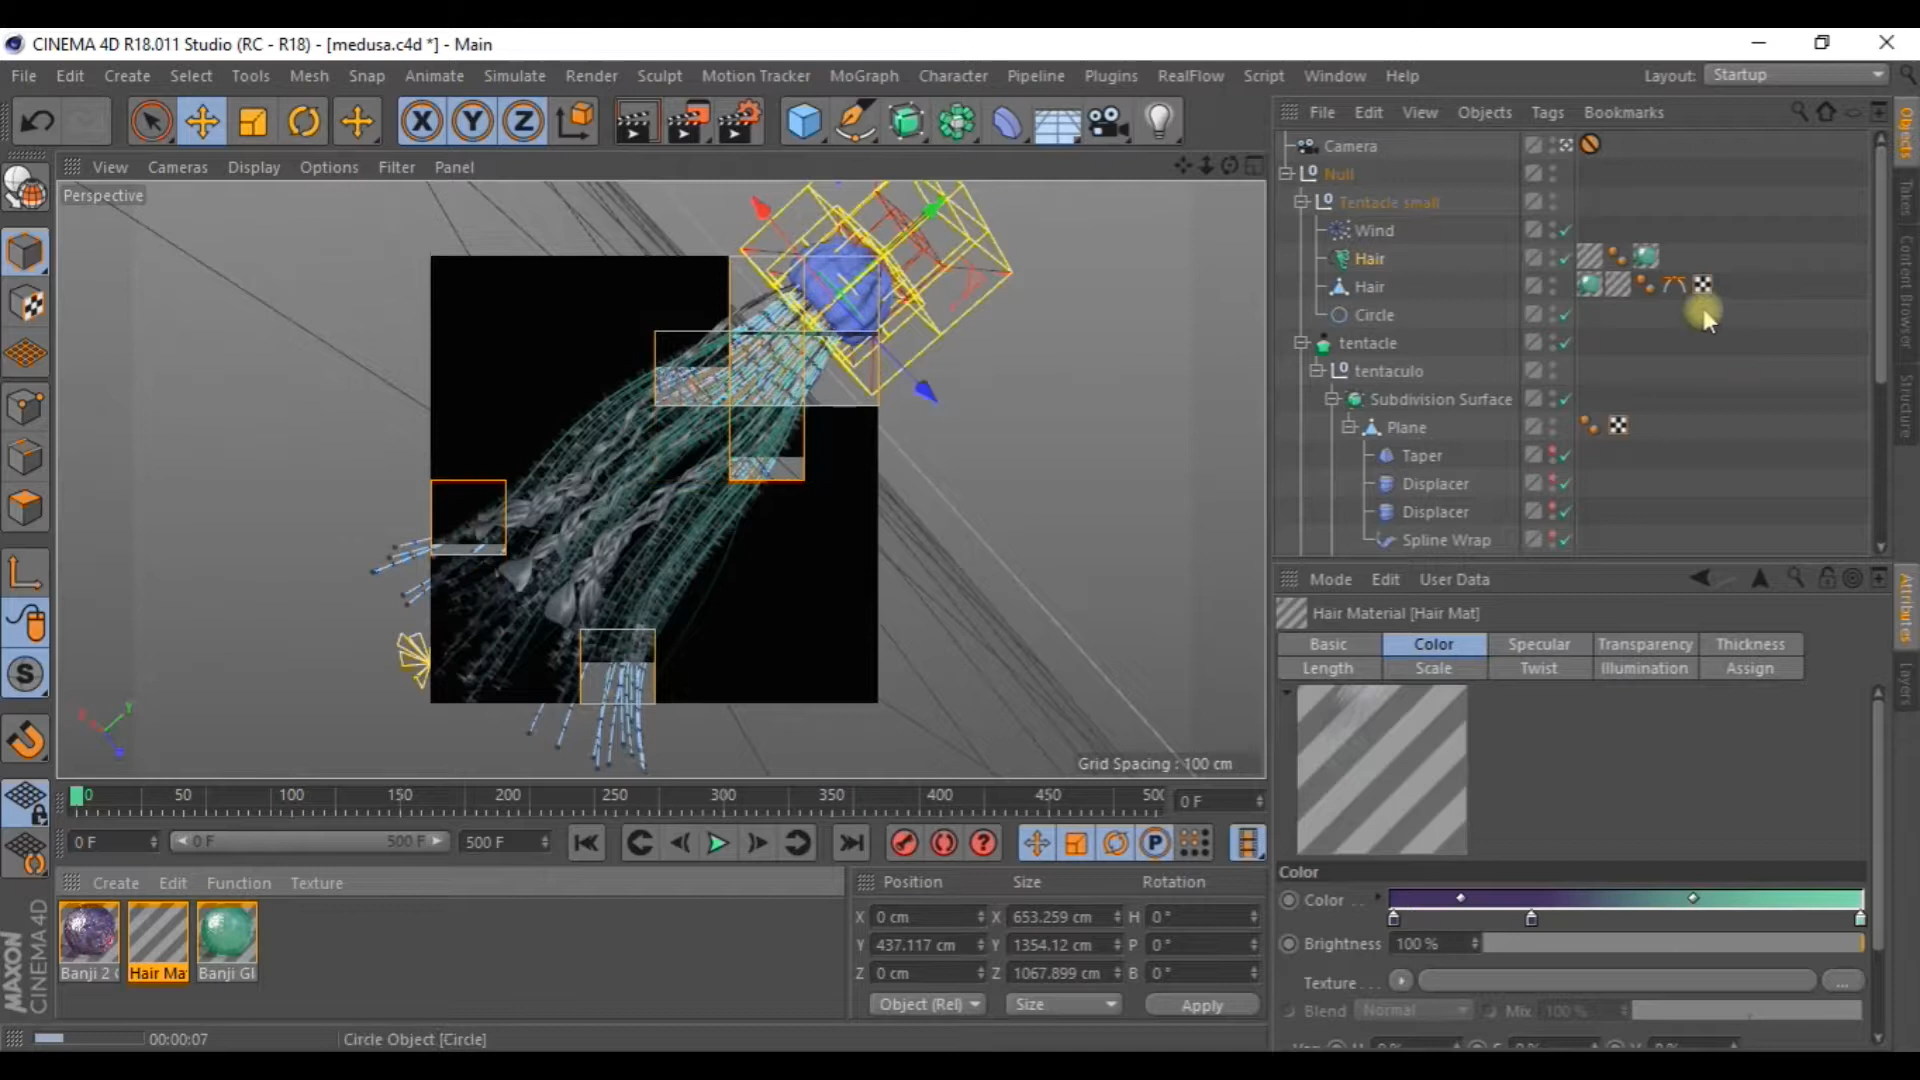 CINEMA 4D R18.011 Studio (RC - R18) - [medusa.c4d *] - Main
File Edit Create Select Tools Mesh Snap Animate Simulate Render Sculpt Motion Tracker MoGraph Character Pipeline Plugins RealFlow Script Window Help Layout: Startup
File Edit View Objects Tags Bookmarks
View Cameras Display Options Filter Panel
Perspective
Camera
Null
Tentacle small
Wind
Hair
Hair
Circle
tentacle
tentaculo
Subdivision Surface
Plane
Taper
Displacer
Displacer
Spline Wrap
Objects
Takes
Content Browser
Structure
Mode Edit User Data
Hair Material [Hair Mat]
Basic Color Specular Transparency Thickness
Length Scale Twist Illumination Assign
Attributes
Layers
Color
Color
Brightness 100 %
Texture
Blend Normal Mix 100 %
Grid Spacing : 100 cm
0 50 100 150 200 250 300 350 400 450 500
0 F
0 F 0 F 500 F 500 F
Create Edit Function Texture
Banji 2 Hair Ma Banji Gl
Position Size Rotation
X 0 cm X 653.259 cm H 0 °
Y 437.117 cm Y 1354.12 cm P 0 °
Z 0 cm Z 1067.899 cm B 0 °
Object (Rel) Size Apply
MAXON
CINEMA 4D
00:00:07 Circle Object [Circle]